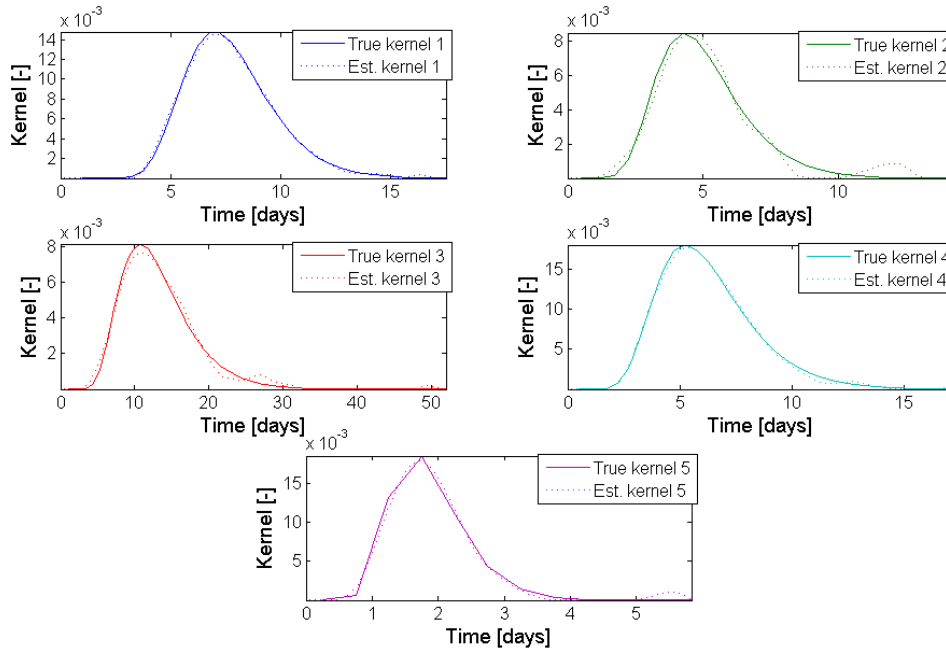 x 10-3
14
12
10
8
6
4
2
0
5
10
15
Kernel [-]
Time [days]
True kernel 1
Est. kernel 1
x 10-3
8
6
4
2
0
5
10
Kernel [-]
Time [days]
True kernel 2
Est. kernel 2
x 10-3
8
6
4
2
0
10
20
30
40
50
Kernel [-]
Time [days]
True kernel 3
Est. kernel 3
x 10-3
15
10
5
0
5
10
15
Kernel [-]
Time [days]
True kernel 4
Est. kernel 4
x 10-3
15
10
5
0
1
2
3
4
5
Kernel [-]
Time [days]
True kernel 5
Est. kernel 5